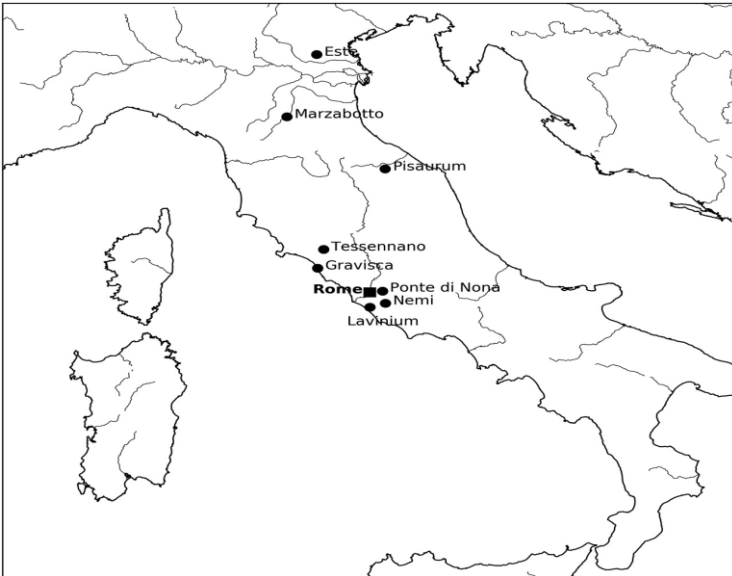 Este
Marzabotto
Pisaurum
Tessennano
Gravisca
Rome
Ponte di Nona
Nemi
Lavinium